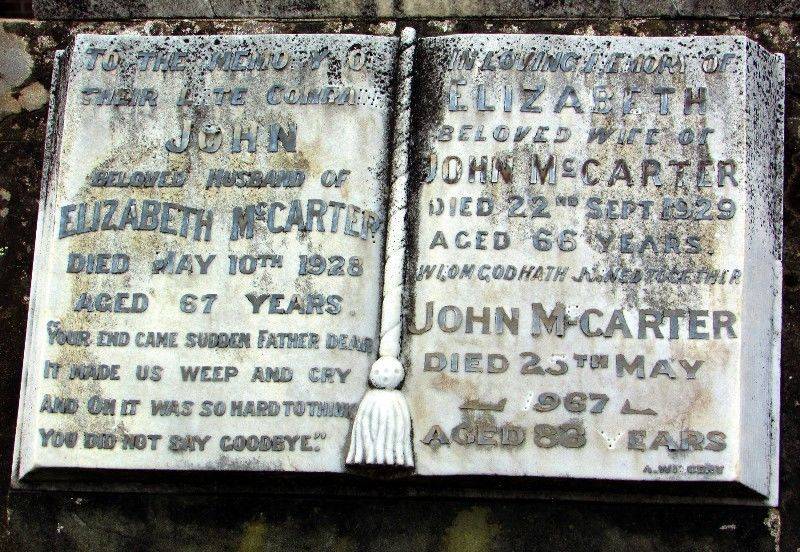 TO THE MEMORY O
THEIR LATE COMPA
JOHN
BELOVED HUSBAND OF
ELIZABETH McCARTER
DIED MAY 10TH 1928
AGED 67 YEARS.
"YOUR END CAME SUDDEN FATHER DEAR
IT MADE US WEEP AND CRY
AND OH IT WAS SO HARD TO THINK
YOU DID NOT SAY GOODBYE."
IN LOVING MEMORY OF
ELIZABETH
BELOVED WIFE OF
JOHN McCARTER
DIED 22ND SEPT 1929
AGED 66 YEARS.
WHOM GOD HATH JOINED TOGETHER
JOHN McCARTER
DIED 25TH MAY
1967
AGED 83 YEARS